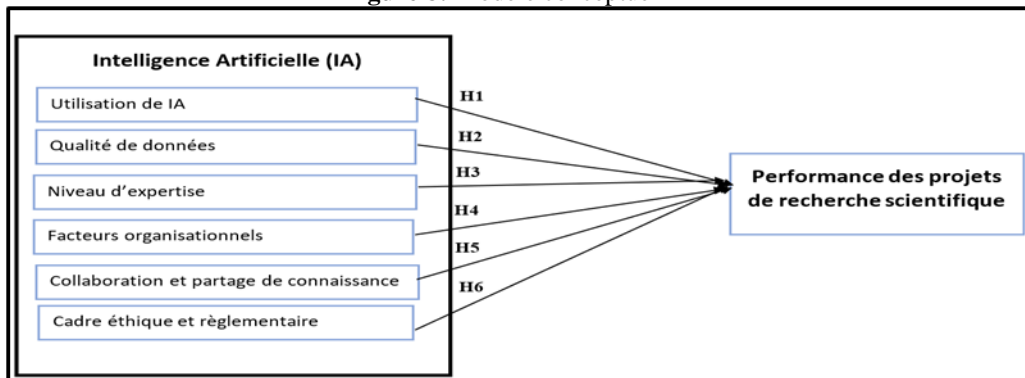 Intelligence Artificielle (IA)
Utilisation de IA
H1
Qualité de données
H2
Niveau d'expertise
H3
Facteurs organisationnels
H4
Collaboration et partage de connaissance
H5
Cadre éthique et règlementaire
H6
Performance des projets
de recherche scientifique